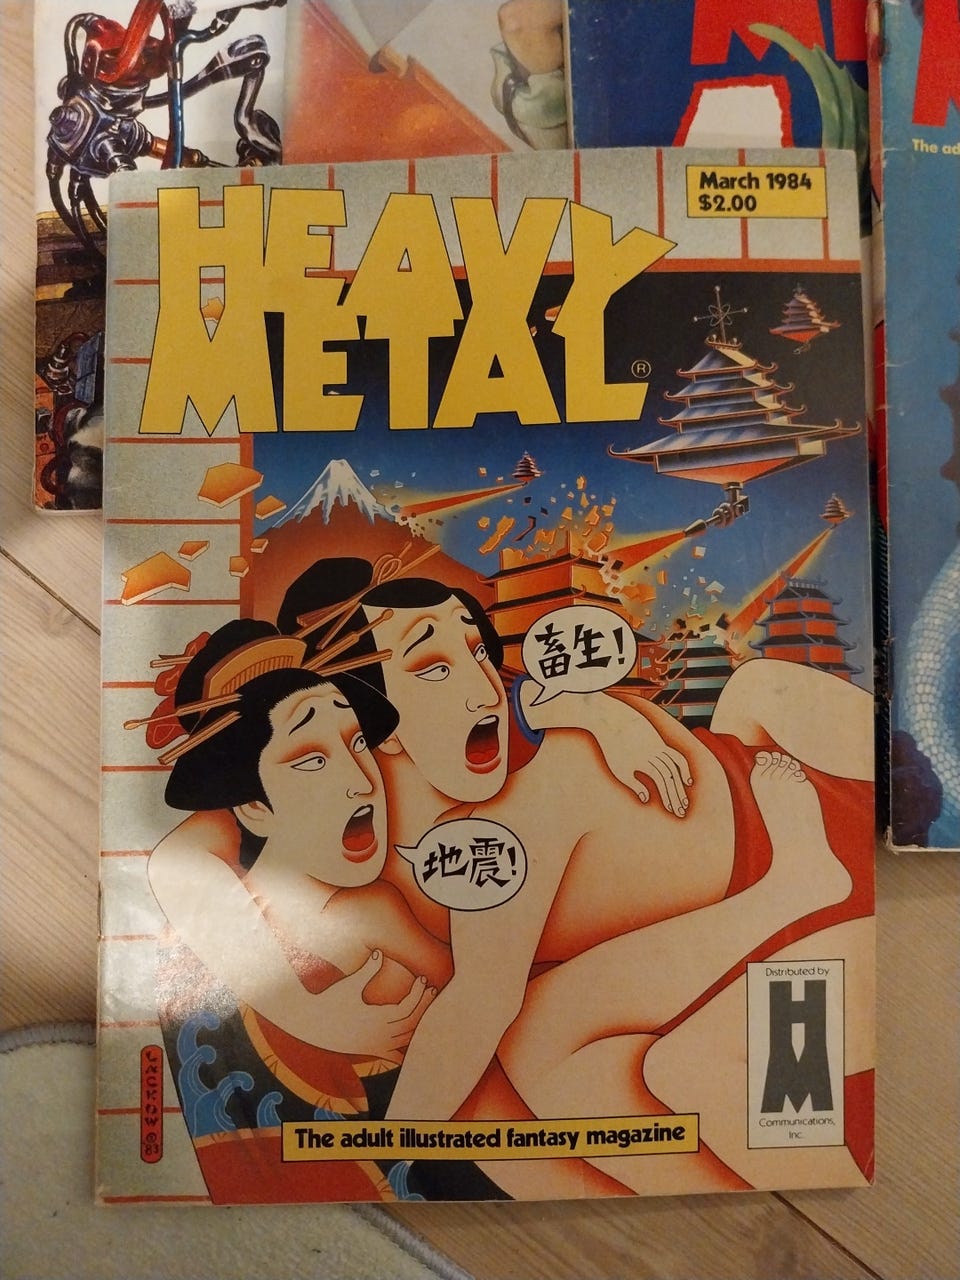 The ad
March 1984
$2.00
HEAVY
METAL
®
畜生!
地震!
Distributed by
HM
Communications,
Inc.
LACKOW
©
83
The adult illustrated fantasy magazine